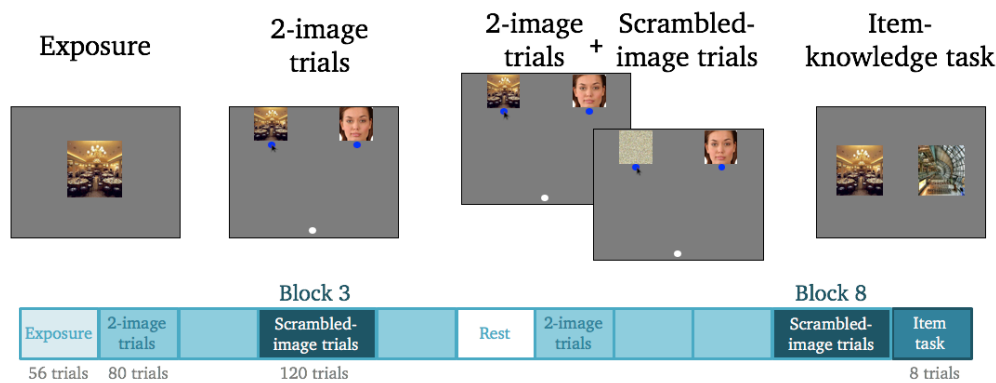 Exposure
2-image
trials
2-image
trials
+
Scrambled-
image trials
Item-
knowledge task
Block 3
Block 8
Exposure
2-image
trials
Scrambled-
image trials
Rest
2-image
trials
Scrambled-
image trials
Item
task
56 trials
80 trials
120 trials
8 trials